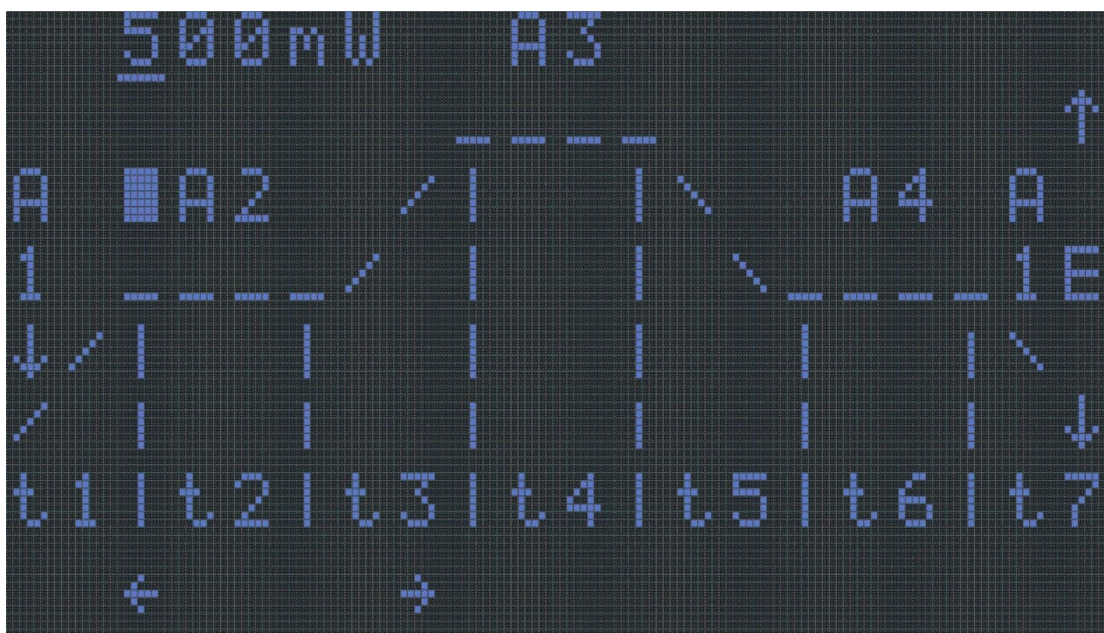 500mW A3
↑
A A2 A4 A
1 1E
↓ ↓
t1 | t2 | t3 | t4 | t5 | t6 | t7
← →